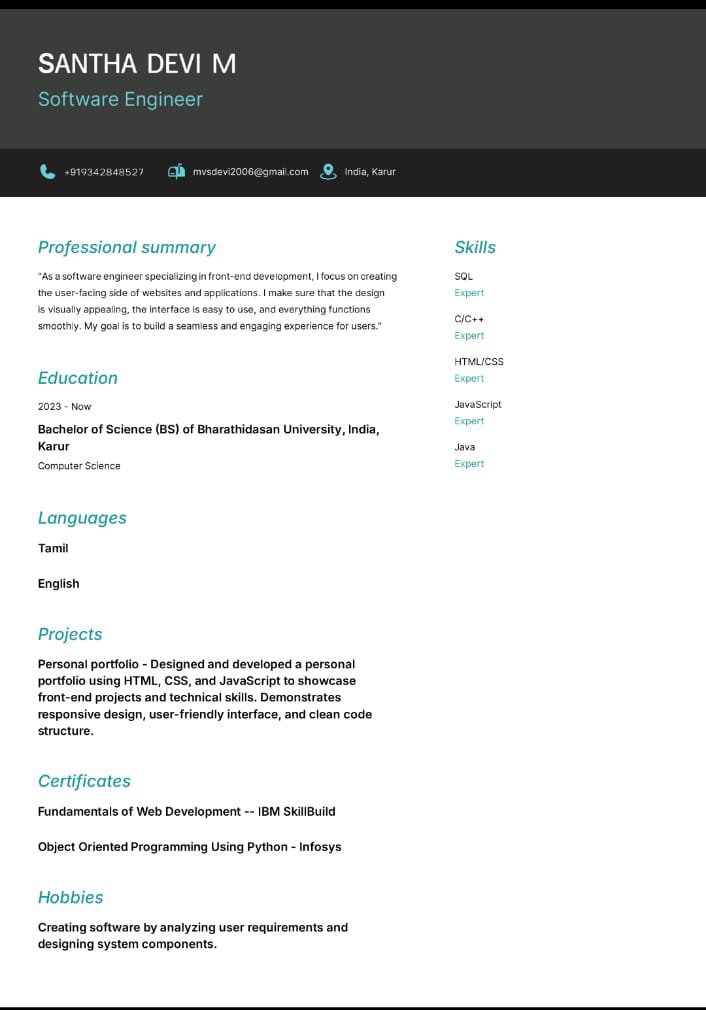 SANTHA DEVI M
Software Engineer
+919342848527
mvsdevi2006@gmail.com
India, Karur
Professional summary
"As a software engineer specializing in front-end development, I focus on creating
the user-facing side of websites and applications. I make sure that the design
is visually appealing, the interface is easy to use, and everything functions
smoothly. My goal is to build a seamless and engaging experience for users."
Education
2023 - Now
Bachelor of Science (BS) of Bharathidasan University, India,
Karur
Computer Science
Languages
Tamil
English
Projects
Personal portfolio - Designed and developed a personal
portfolio using HTML, CSS, and JavaScript to showcase
front-end projects and technical skills. Demonstrates
responsive design, user-friendly interface, and clean code
structure.
Certificates
Fundamentals of Web Development -- IBM SkillBuild
Object Oriented Programming Using Python - Infosys
Hobbies
Creating software by analyzing user requirements and
designing system components.
Skills
SQL
Expert
C/C++
Expert
HTML/CSS
Expert
JavaScript
Expert
Java
Expert